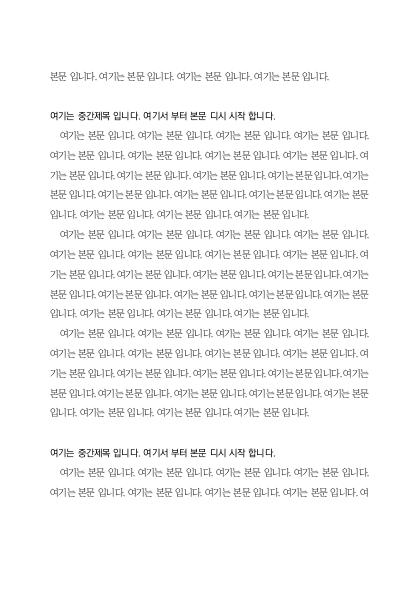 본문 입니다. 여기는 본문 입니다. 여기는 본문 입니다. 여기는 본문 입니다.
여기는 중간제목 입니다. 여기서 부터 본문 디시 시작 합니다.
여기는 본문 입니다. 여기는 본문 입니다. 여기는 본문 입니다. 여기는 본문 입니다.
여기는 본문 입니다. 여기는 본문 입니다. 여기는 본문 입니다. 여기는 본문 입니다. 여
기는 본문 입니다. 여기는 본문 입니다. 여기는 본문 입니다. 여기는 본문 입니다. 여기는
본문 입니다. 여기는 본문 입니다. 여기는 본문 입니다. 여기는 본문 입니다. 여기는 본문
입니다. 여기는 본문 입니다. 여기는 본문 입니다. 여기는 본문 입니다.
여기는 본문 입니다. 여기는 본문 입니다. 여기는 본문 입니다. 여기는 본문 입니다.
여기는 본문 입니다. 여기는 본문 입니다. 여기는 본문 입니다. 여기는 본문 입니다. 여
기는 본문 입니다. 여기는 본문 입니다. 여기는 본문 입니다. 여기는 본문 입니다. 여기는
본문 입니다. 여기는 본문 입니다. 여기는 본문 입니다. 여기는 본문 입니다. 여기는 본문
입니다. 여기는 본문 입니다. 여기는 본문 입니다. 여기는 본문 입니다.
여기는 본문 입니다. 여기는 본문 입니다. 여기는 본문 입니다. 여기는 본문 입니다.
여기는 본문 입니다. 여기는 본문 입니다. 여기는 본문 입니다. 여기는 본문 입니다. 여
기는 본문 입니다. 여기는 본문 입니다. 여기는 본문 입니다. 여기는 본문 입니다. 여기는
본문 입니다. 여기는 본문 입니다. 여기는 본문 입니다. 여기는 본문 입니다. 여기는 본문
입니다. 여기는 본문 입니다. 여기는 본문 입니다. 여기는 본문 입니다.
여기는 중간제목 입니다. 여기서 부터 본문 디시 시작 합니다.
여기는 본문 입니다. 여기는 본문 입니다. 여기는 본문 입니다. 여기는 본문 입니다.
여기는 본문 입니다. 여기는 본문 입니다. 여기는 본문 입니다. 여기는 본문 입니다. 여